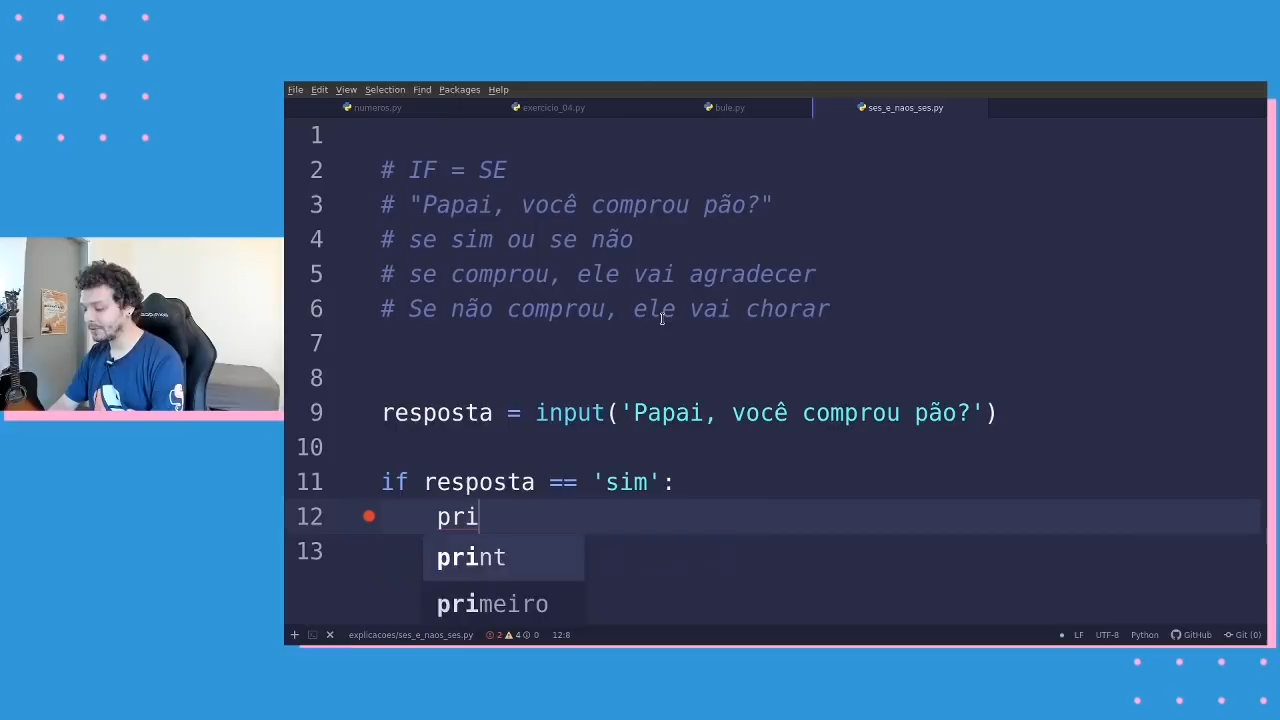 File Edit View Selection Find Packages Help
numeros.py exercicio_04.py bule.py ses_e_naos_ses.py
1
2 # IF = SE
3 # "Papai, você comprou pão?"
4 # se sim ou se não
5 # se comprou, ele vai agradecer
6 # Se não comprou, ele vai chorar
7
8
9 resposta = input('Papai, você comprou pão?')
10
11 if resposta == 'sim':
12 pri
13 print
primeiro
explicacoes/ses_e_naos_ses.py 2 4 0 12:8 LF UTF-8 Python GitHub Git (0)